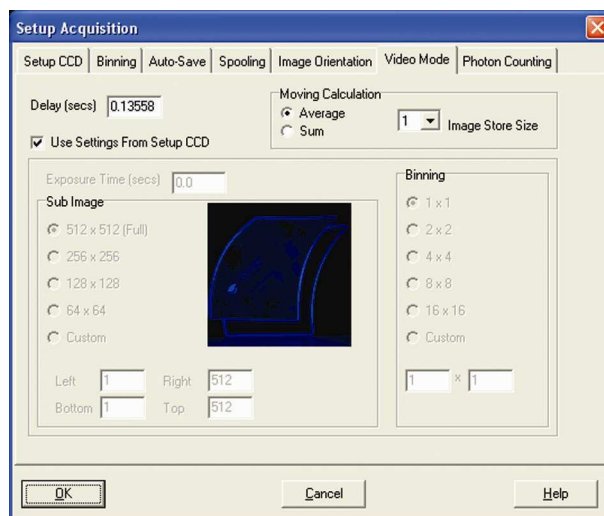 Setup Acquisition
Setup CCD Binning Auto-Save Spooling Image Orientation Video Mode Photon Counting
Delay (secs) 0.13558
Use Settings From Setup CCD
Moving Calculation
Average
Sum
1 Image Store Size
Exposure Time (secs) 0.0
Sub Image
512 x 512 (Full)
256 x 256
128 x 128
64 x 64
Custom
Left 1 Right 512
Bottom 1 Top 512
Binning
1 x 1
2 x 2
4 x 4
8 x 8
16 x 16
Custom
1 x 1
OK Cancel Help